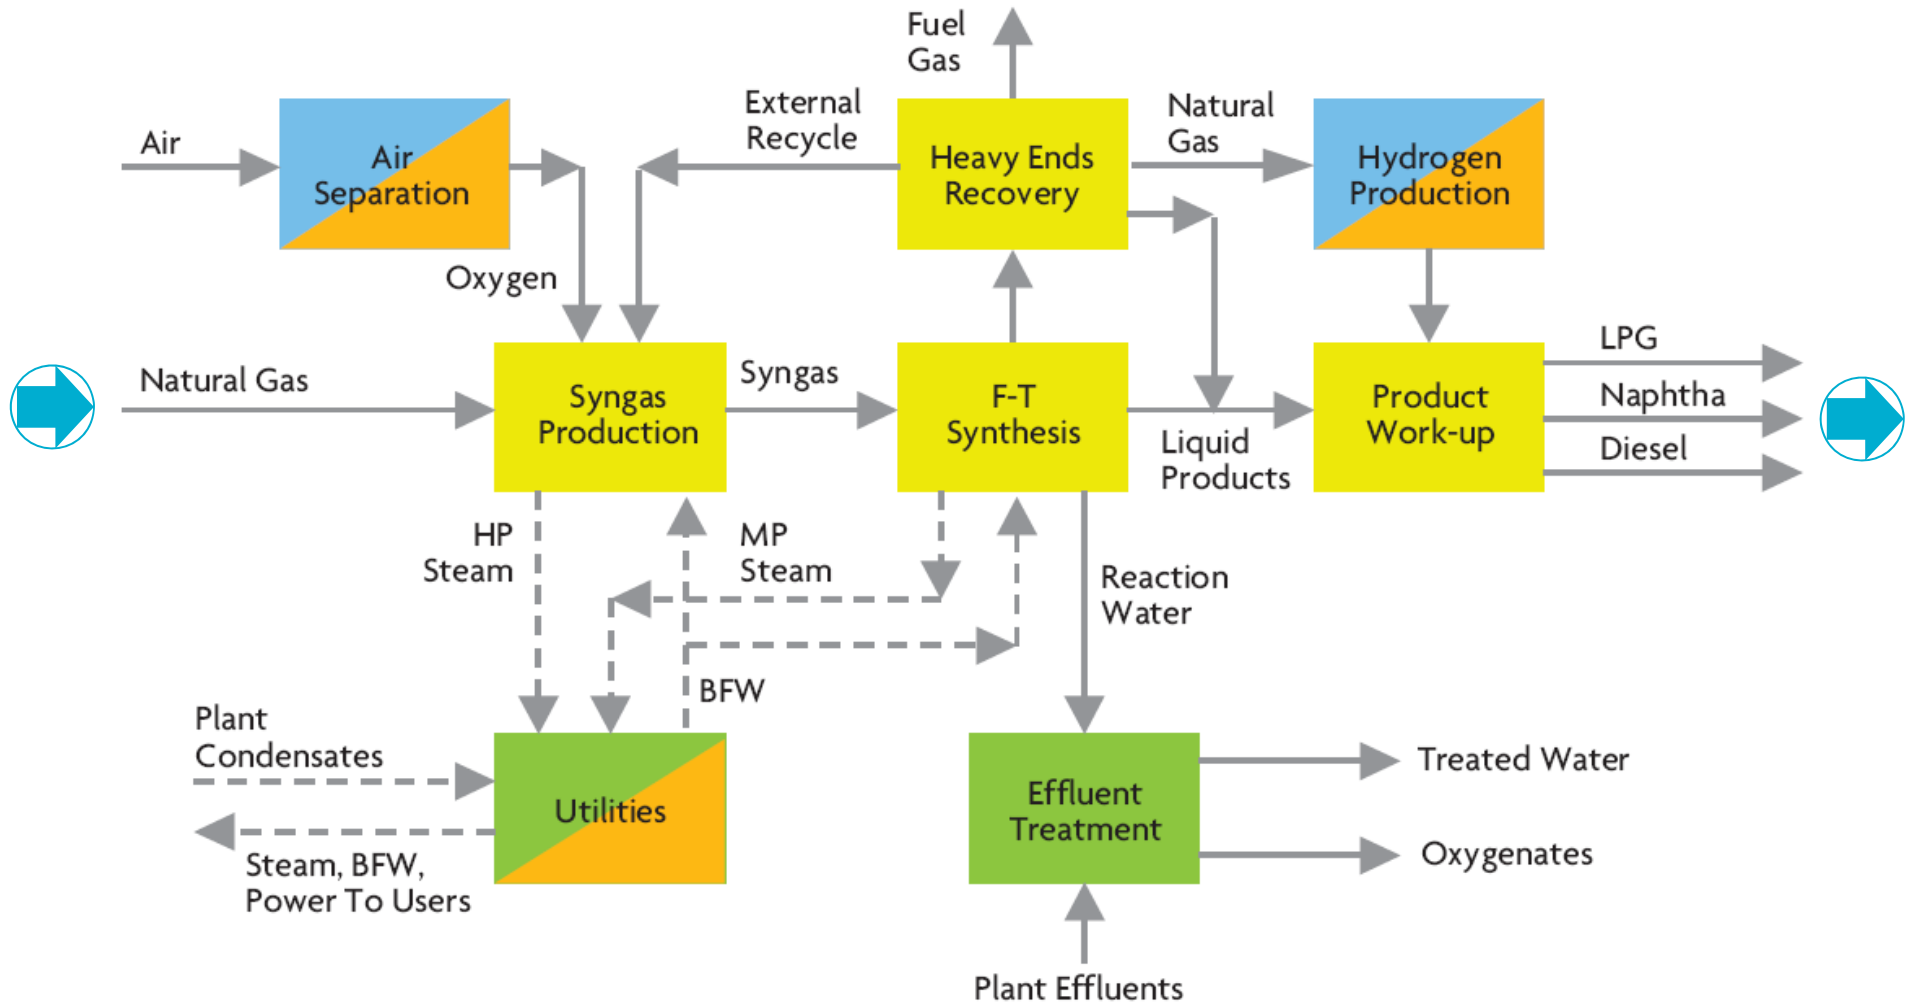 Fuel
Gas
Air
Air
Separation
External
Recycle
Heavy Ends
Recovery
Natural
Gas
Hydrogen
Production
Oxygen
Natural Gas
Syngas
Production
Syngas
F-T
Synthesis
Liquid
Products
Product
Work-up
LPG
Naphtha
Diesel
HP
Steam
MP
Steam
Reaction
Water
BFW
Plant
Condensates
Utilities
Steam, BFW,
Power To Users
Effluent
Treatment
Treated Water
Oxygenates
Plant Effluents